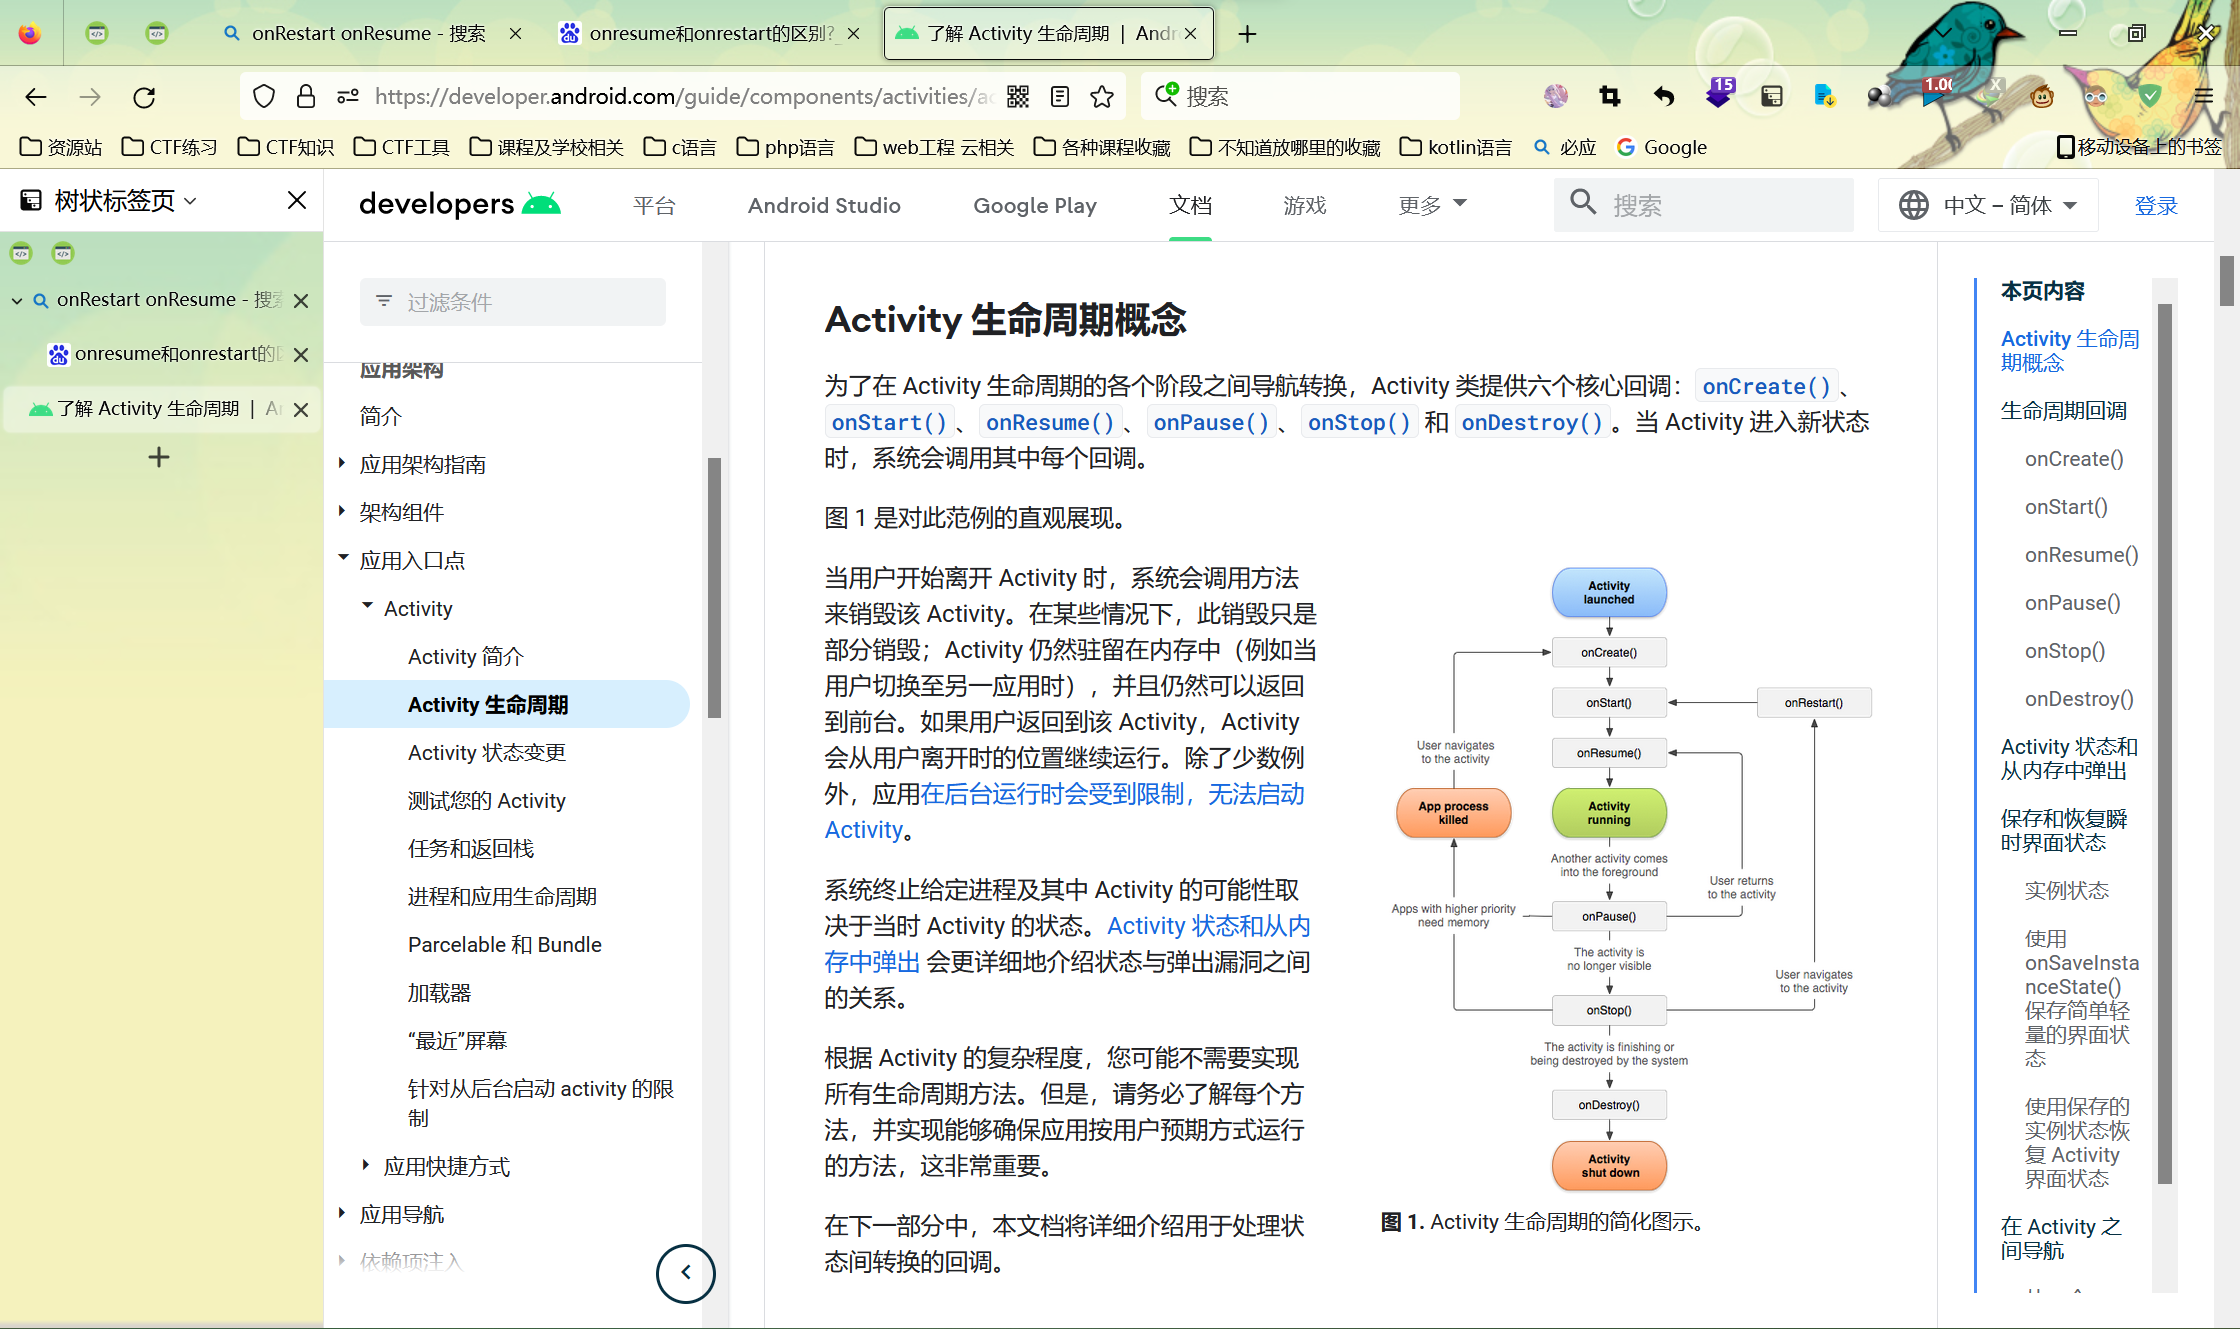 onRestart onResume - 搜索
onresume和onrestart的区别?_
了解 Activity 生命周期 | Andr
https://developer.android.com/guide/components/activities/ac
搜索
15
1.0
资源站
CTF练习
CTF知识
CTF工具
课程及学校相关
c语言
php语言
web工程 云相关
各种课程收藏
不知道放哪里的收藏
kotlin语言
必应
Google
移动设备上的书签
树状标签页
onRestart onResume - 搜索
onresume和onrestart的区
了解 Activity 生命周期 | An
developers
平台
Android Studio
Google Play
文档
游戏
更多
搜索
中文 – 简体
登录
过滤条件
应用架构
简介
应用架构指南
架构组件
应用入口点
Activity
Activity 简介
Activity 生命周期
Activity 状态变更
测试您的 Activity
任务和返回栈
进程和应用生命周期
Parcelable 和 Bundle
加载器
“最近”屏幕
针对从后台启动 activity 的限
制
应用快捷方式
应用导航
依赖项注入
Activity 生命周期概念
为了在 Activity 生命周期的各个阶段之间导航转换，Activity 类提供六个核心回调：onCreate()、
onStart()、onResume()、onPause()、onStop() 和 onDestroy()。当 Activity 进入新状态
时，系统会调用其中每个回调。
图 1 是对此范例的直观展现。
当用户开始离开 Activity 时，系统会调用方法
来销毁该 Activity。在某些情况下，此销毁只是
部分销毁；Activity 仍然驻留在内存中（例如当
用户切换至另一应用时），并且仍然可以返回
到前台。如果用户返回到该 Activity，Activity
会从用户离开时的位置继续运行。除了少数例
外，应用在后台运行时会受到限制，无法启动
Activity。
系统终止给定进程及其中 Activity 的可能性取
决于当时 Activity 的状态。Activity 状态和从内
存中弹出 会更详细地介绍状态与弹出漏洞之间
的关系。
根据 Activity 的复杂程度，您可能不需要实现
所有生命周期方法。但是，请务必了解每个方
法，并实现能够确保应用按用户预期方式运行
的方法，这非常重要。
在下一部分中，本文档将详细介绍用于处理状
态间转换的回调。
Activity
launched
onCreate()
onStart()
onRestart()
onResume()
User navigates
to the activity
App process
killed
Activity
running
Another activity comes
into the foreground
User returns
to the activity
Apps with higher priority
need memory
onPause()
The activity is
no longer visible
User navigates
to the activity
onStop()
The activity is finishing or
being destroyed by the system
onDestroy()
Activity
shut down
图 1. Activity 生命周期的简化图示。
本页内容
Activity 生命周
期概念
生命周期回调
onCreate()
onStart()
onResume()
onPause()
onStop()
onDestroy()
Activity 状态和
从内存中弹出
保存和恢复瞬
时界面状态
实例状态
使用
onSaveInsta
nceState()
保存简单轻
量的界面状
态
使用保存的
实例状态恢
复 Activity
界面状态
在 Activity 之
间导航